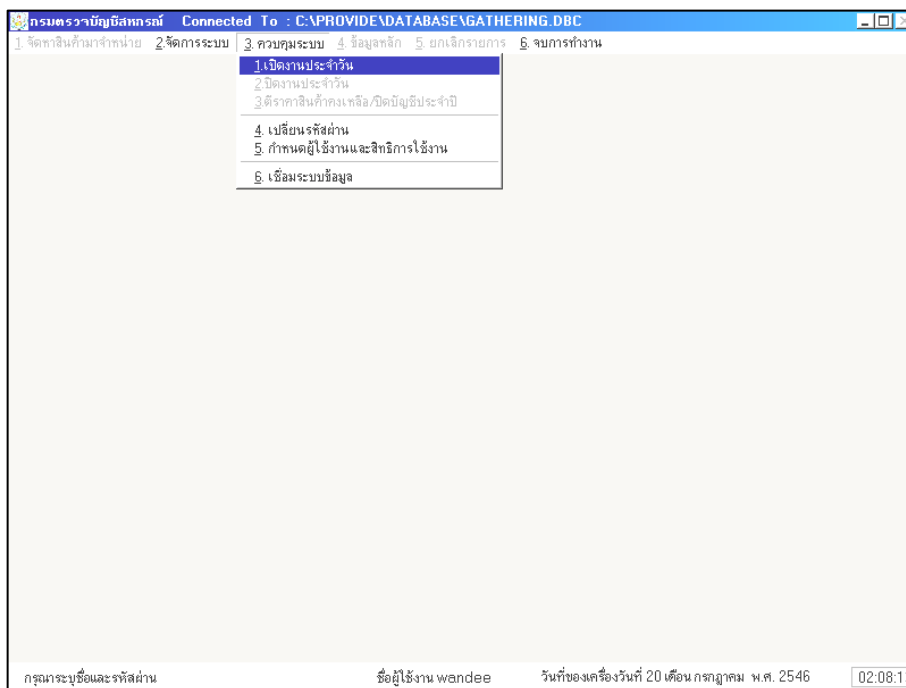 กรมตรวจบัญชีสหกรณ์ Connected To : C:\PROVIDE\DATABASE\GATHERING.DBC
1. จัดหาสินค้ามาจำหน่าย 2.จัดการระบบ 3. ควบคุมระบบ 4. ข้อมูลหลัก 5. ยกเลิกรายการ 6. จบการทำงาน
1.เปิดงานประจำวัน
2.ปิดงานประจำวัน
3.ตีราคาสินค้าคงเหลือ/ปิดบัญชีประจำปี
4. เปลี่ยนรหัสผ่าน
5. กำหนดผู้ใช้งานและสิทธิการใช้งาน
6. เชื่อมระบบข้อมูล
กรุณาระบุชื่อและรหัสผ่าน ชื่อผู้ใช้งาน wandee วันที่ของเครื่องวันที่ 20 เดือน กรกฎาคม พ.ศ. 2546 02:08:1